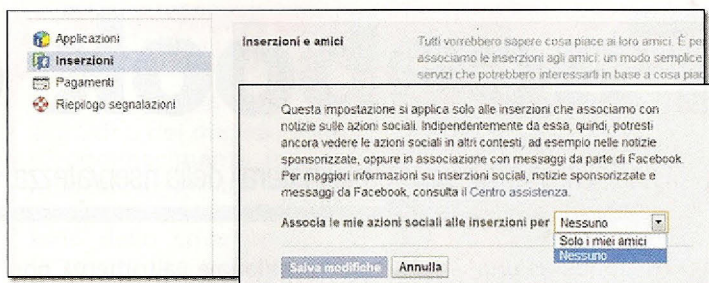 Applicazioni
Inserzioni
Pagamenti
Riepilogo segnalazioni
Inserzioni e amici
Tutti vorrebbero sapere cosa piace ai loro amici. È
associamo le inserzioni agli amici: un modo semplice
servizi che potrebbero interessarti in base a cosa
Questa impostazione si applica solo alle inserzioni che associamo con
notizie sulle azioni sociali. Indipendentemente da essa, quindi, potresti
ancora vedere le azioni sociali in altri contesti, ad esempio nelle notizie
sponsorizzate, oppure in associazione con messaggi da parte di Facebook.
Per maggiori informazioni su inserzioni sociali, notizie sponsorizzate e
messaggi da Facebook, consulta il Centro assistenza.
Associa le mie azioni sociali alle inserzioni per Nessuno
Solo i miei amici
Nessuno
Salva modifiche Annulla